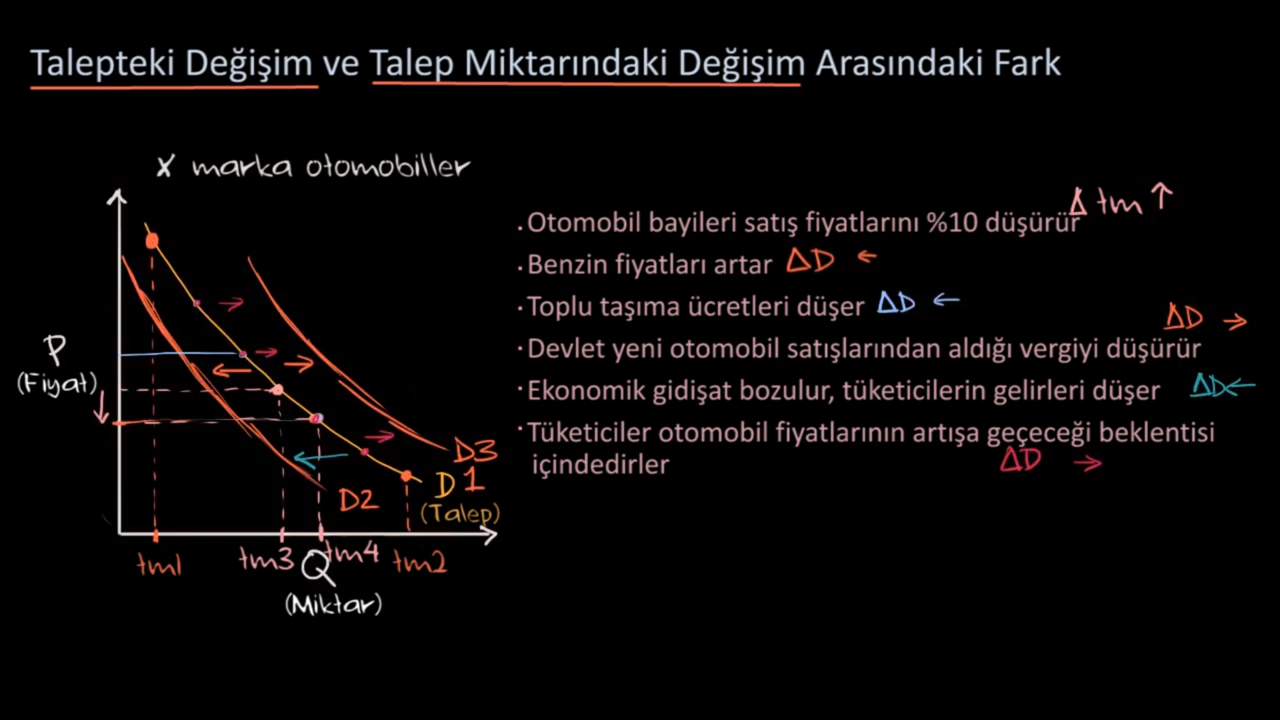 Talepteki Değişim ve Talep Miktarındaki Değişim Arasındaki Fark
X marka otomobiller
P
(Fiyat)
D3
D1
(Talep)
D2
tm1
tm3
tm4
tm2
Q
(Miktar)
· Otomobil bayileri satış fiyatlarını %10 düşürür Δ tm ↑
· Benzin fiyatları artar ΔD ←
· Toplu taşıma ücretleri düşer ΔD ←
ΔD →
· Devlet yeni otomobil satışlarından aldığı vergiyi düşürür
· Ekonomik gidişat bozulur, tüketicilerin gelirleri düşer ΔD←
· Tüketiciler otomobil fiyatlarının artışa geçeceği beklentisi
içindedirler ΔD →